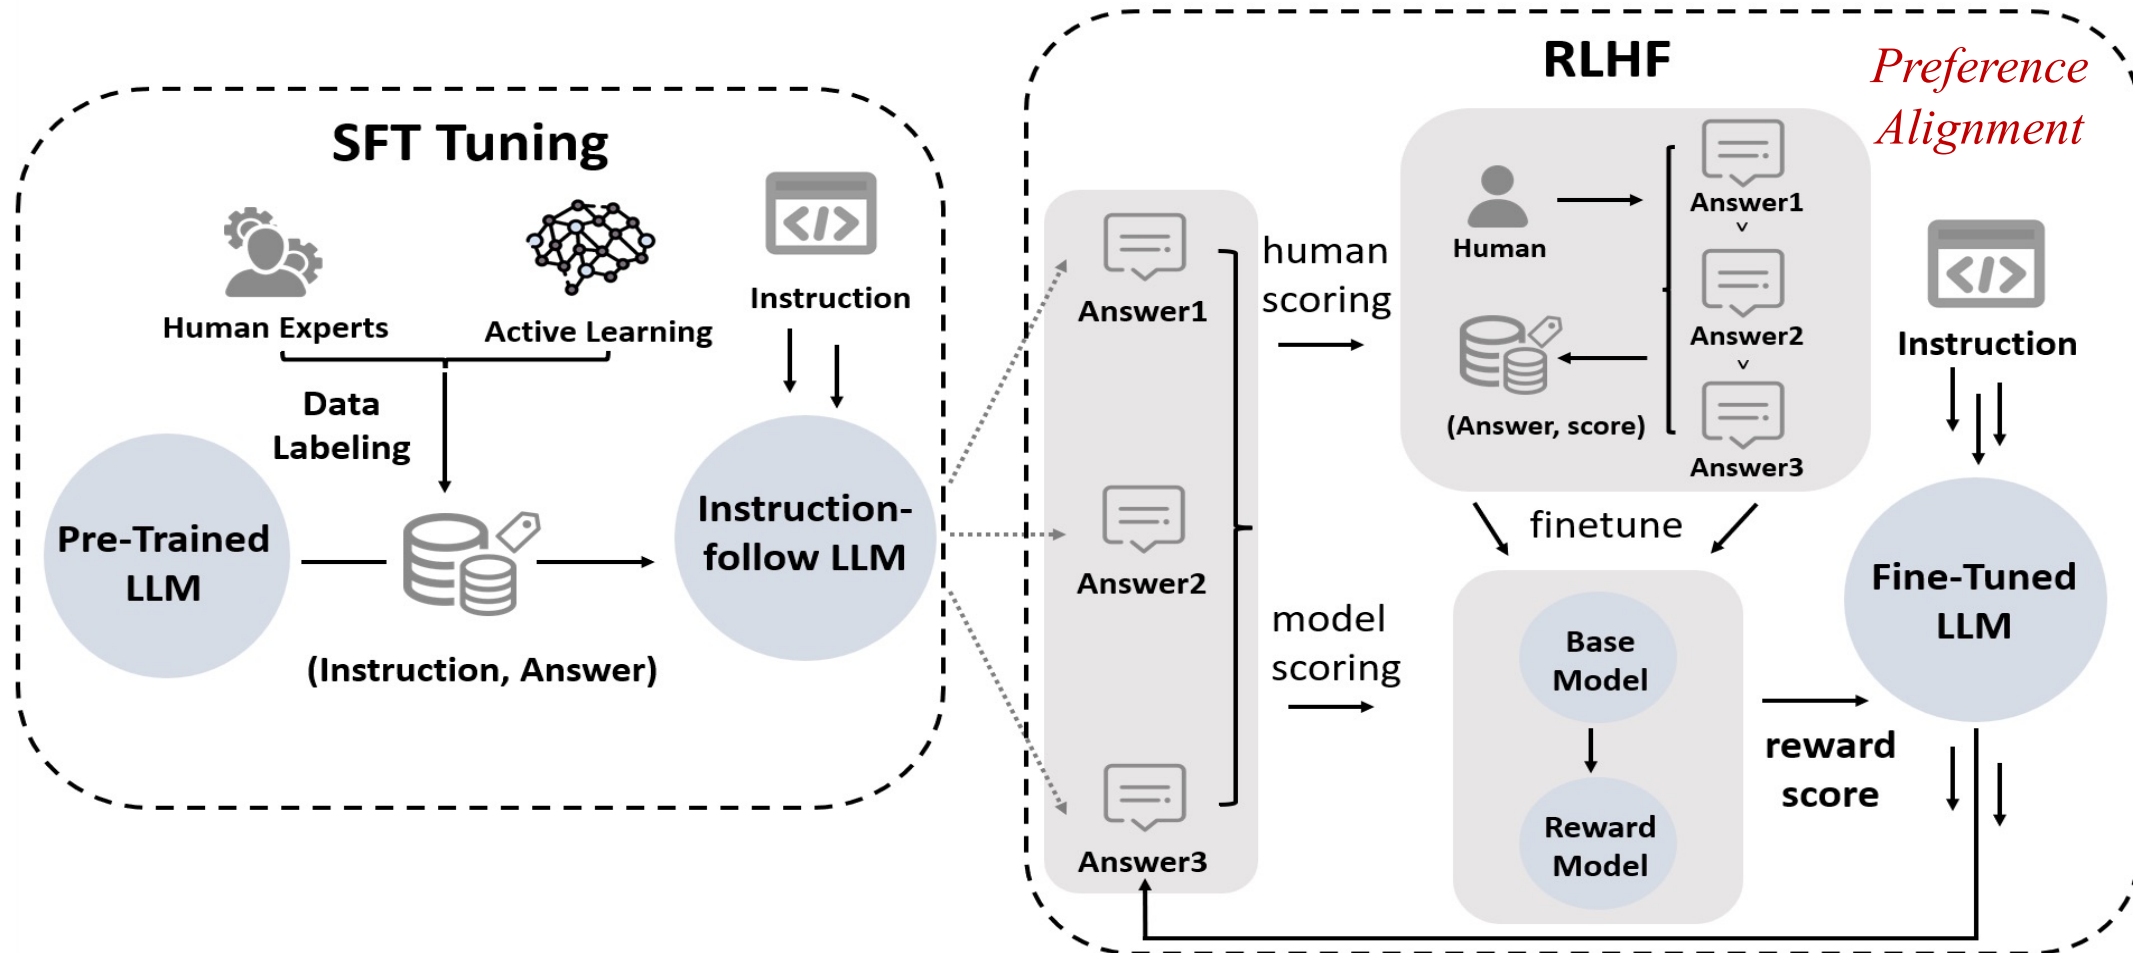 SFT Tuning
Human Experts
Active Learning
</>
Instruction
Data
Labeling
Pre-Trained
LLM
(Instruction, Answer)
Instruction-
follow LLM
RLHF
Preference
Alignment
Answer1
Answer2
Answer3
human
scoring
model
scoring
Human
(Answer, score)
Answer1
˅
Answer2
˅
Answer3
finetune
Base
Model
Reward
Model
reward
score
</>
Instruction
Fine-Tuned
LLM